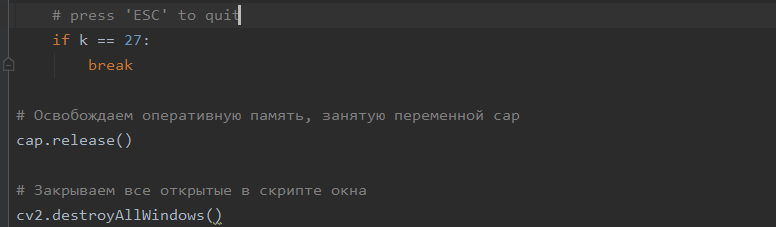 # press 'ESC' to quit
if k == 27:
break
# Освобождаем оперативную память, занятую переменной cap
cap.release()
# Закрываем все открытые в скрипте окна
cv2.destroyAllWindows()